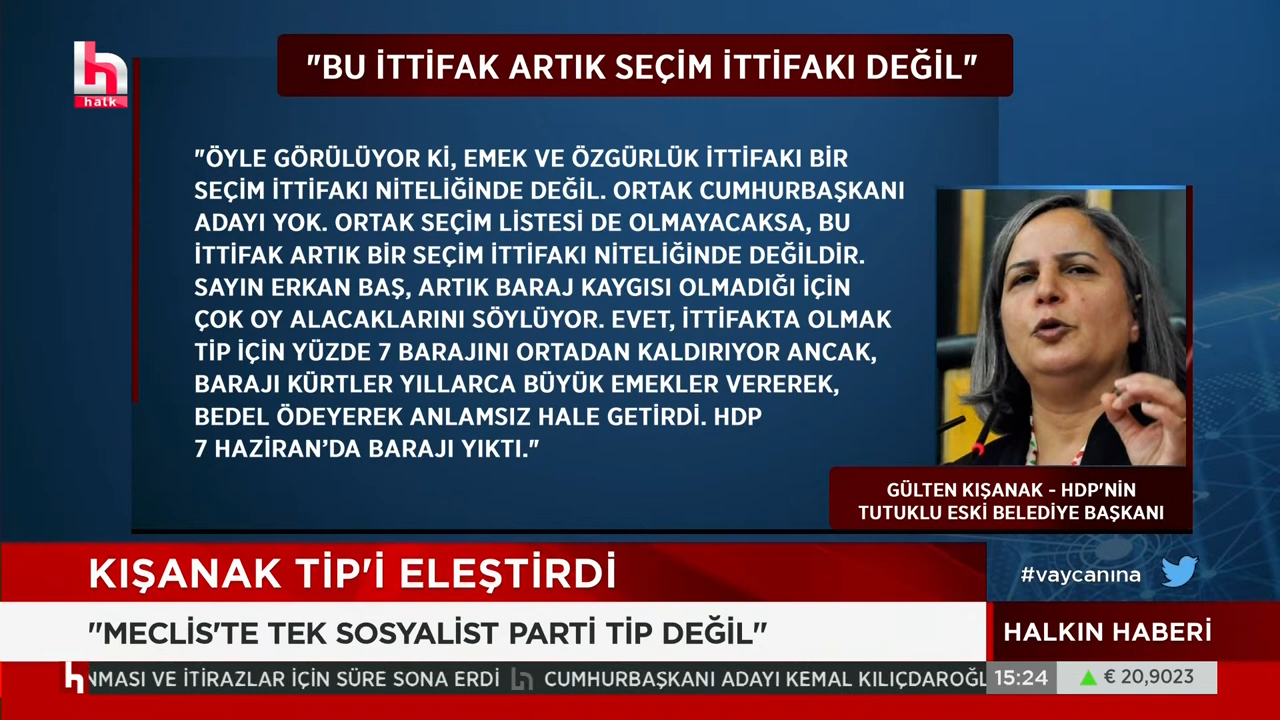 halk
"BU İTTİFAK ARTIK SEÇİM İTTİFAKI DEĞİL"
"ÖYLE GÖRÜLÜYOR Kİ, EMEK VE ÖZGÜRLÜK İTTİFAKI BİR
SEÇİM İTTİFAKI NİTELİĞİNDE DEĞİL. ORTAK CUMHURBAŞKANI
ADAYI YOK. ORTAK SEÇİM LİSTESİ DE OLMAYACAKSA, BU
İTTİFAK ARTIK BİR SEÇİM İTTİFAKI NİTELİĞİNDE DEĞİLDİR.
SAYIN ERKAN BAŞ, ARTIK BARAJ KAYGISI OLMADIĞI İÇİN
ÇOK OY ALACAKLARINI SÖYLÜYOR. EVET, İTTİFAKTA OLMAK
TİP İÇİN YÜZDE 7 BARAJINI ORTADAN KALDIRIYOR ANCAK,
BARAJI KÜRTLER YILLARCA BÜYÜK EMEKLER VEREREK,
BEDEL ÖDEYEREK ANLAMSIZ HALE GETİRDİ. HDP
7 HAZİRAN'DA BARAJI YIKTI."
GÜLTEN KIŞANAK - HDP'NİN
TUTUKLU ESKİ BELEDİYE BAŞKANI
KIŞANAK TİP'İ ELEŞTİRDİ
#vaycanına
"MECLİS'TE TEK SOSYALİST PARTİ TİP DEĞİL"
HALKIN HABERİ
NMASI VE İTİRAZLAR İÇİN SÜRE SONA ERDİ CUMHURBAŞKANI ADAYI KEMAL KILIÇDAROĞL
15:24
€ 20,9023